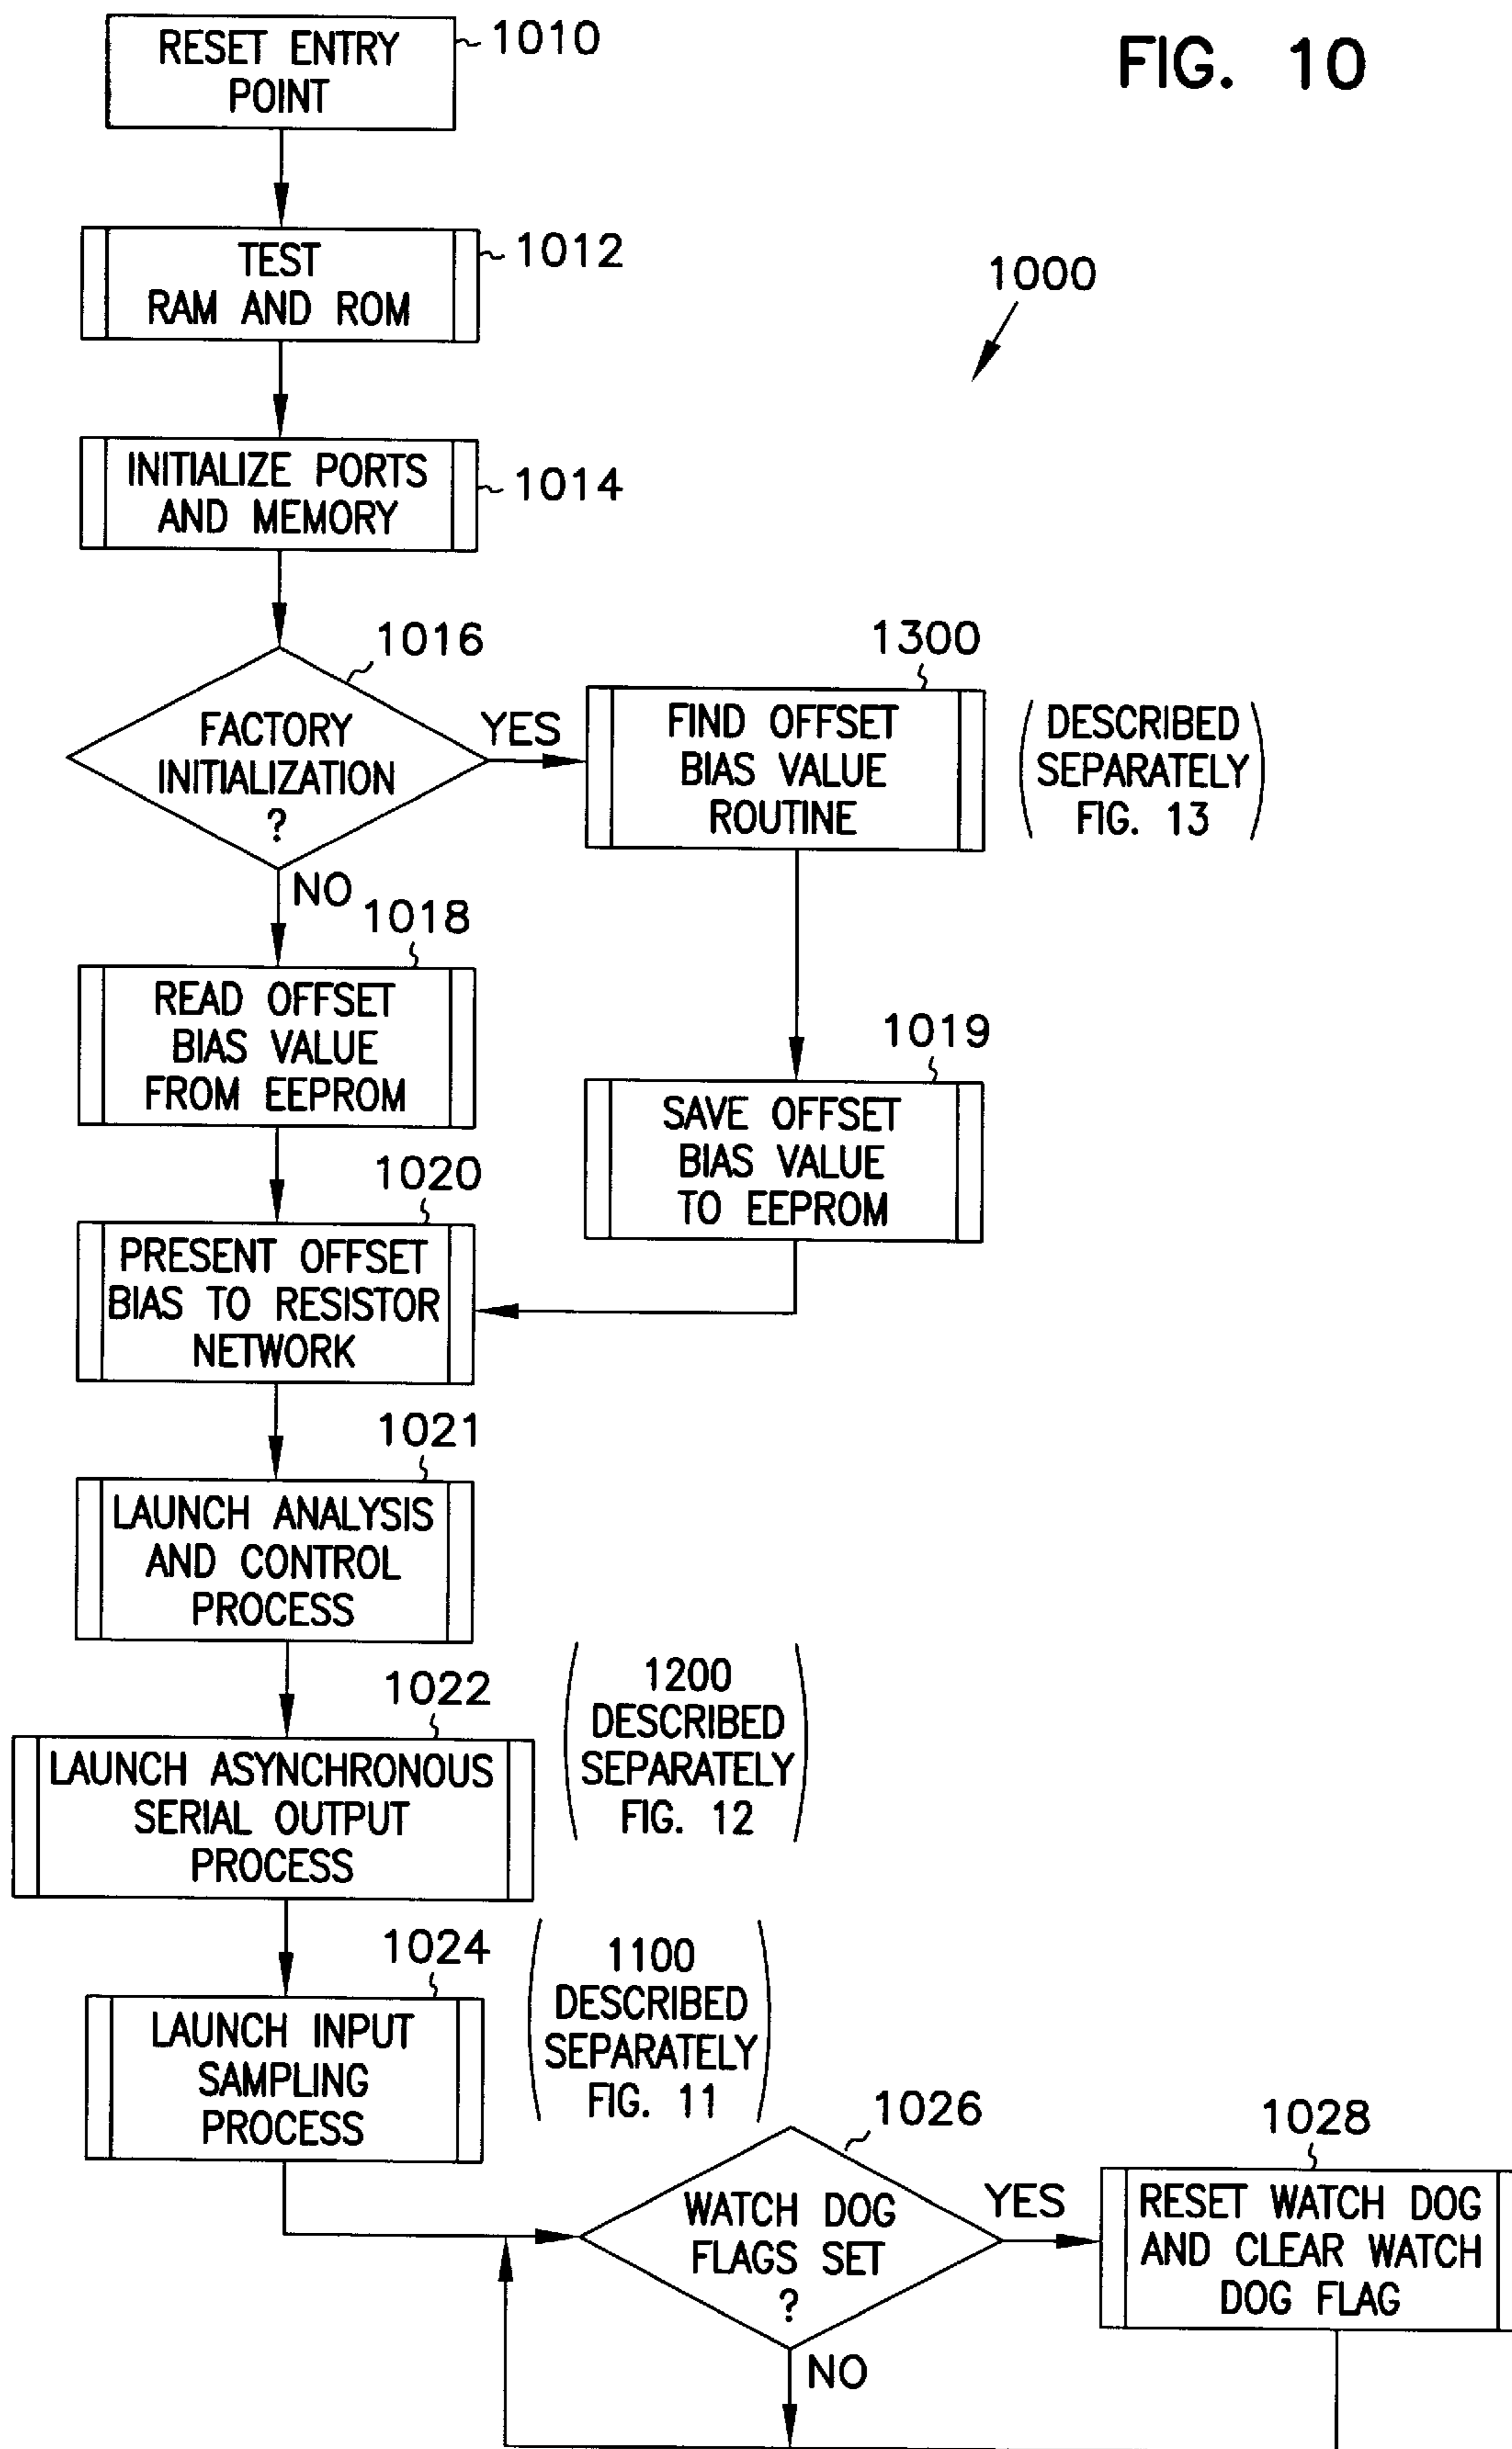 FIG. 10
RESET ENTRY
POINT
1010
TEST
RAM AND ROM
1012
1000
INITIALIZE PORTS
AND MEMORY
1014
1016
FACTORY
INITIALIZATION
?
YES
NO
1300
FIND OFFSET
BIAS VALUE
ROUTINE
(DESCRIBED
SEPARATELY
FIG. 13)
1018
READ OFFSET
BIAS VALUE
FROM EEPROM
1019
SAVE OFFSET
BIAS VALUE
TO EEPROM
1020
PRESENT OFFSET
BIAS TO RESISTOR
NETWORK
1021
LAUNCH ANALYSIS
AND CONTROL
PROCESS
1022
LAUNCH ASYNCHRONOUS
SERIAL OUTPUT
PROCESS
(1200
DESCRIBED
SEPARATELY
FIG. 12)
1024
LAUNCH INPUT
SAMPLING
PROCESS
(1100
DESCRIBED
SEPARATELY
FIG. 11)
1026
WATCH DOG
FLAGS SET
?
YES
NO
1028
RESET WATCH DOG
AND CLEAR WATCH
DOG FLAG